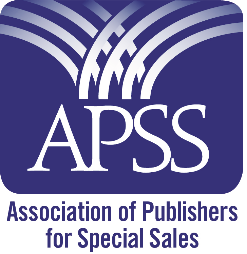 APSS
Association of Publishers
for Special Sales